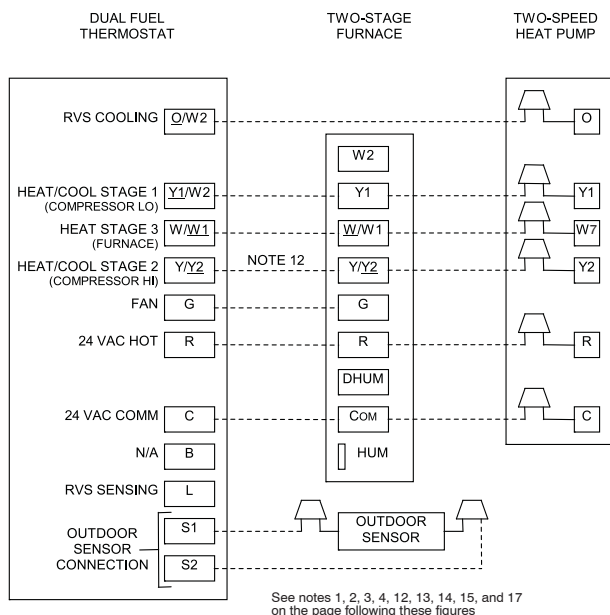 DUAL FUEL THERMOSTAT
TWO-STAGE FURNACE
TWO-SPEED HEAT PUMP
RVS COOLING O/W2 O
W2
HEAT/COOL STAGE 1 Y1/W2 Y1 Y1
(COMPRESSOR LO)
HEAT STAGE 3 W/W1 W/W1 W7
(FURNACE)
HEAT/COOL STAGE 2 Y/Y2 NOTE 12 Y/Y2 Y2
(COMPRESSOR HI)
FAN G G
24 VAC HOT R R R
DHUM
24 VAC COMM C COM C
N/A B HUM
RVS SENSING L
OUTDOOR SENSOR CONNECTION S1 OUTDOOR SENSOR
S2
See notes 1, 2, 3, 4, 12, 13, 14, 15, and 17
on the page following these figures